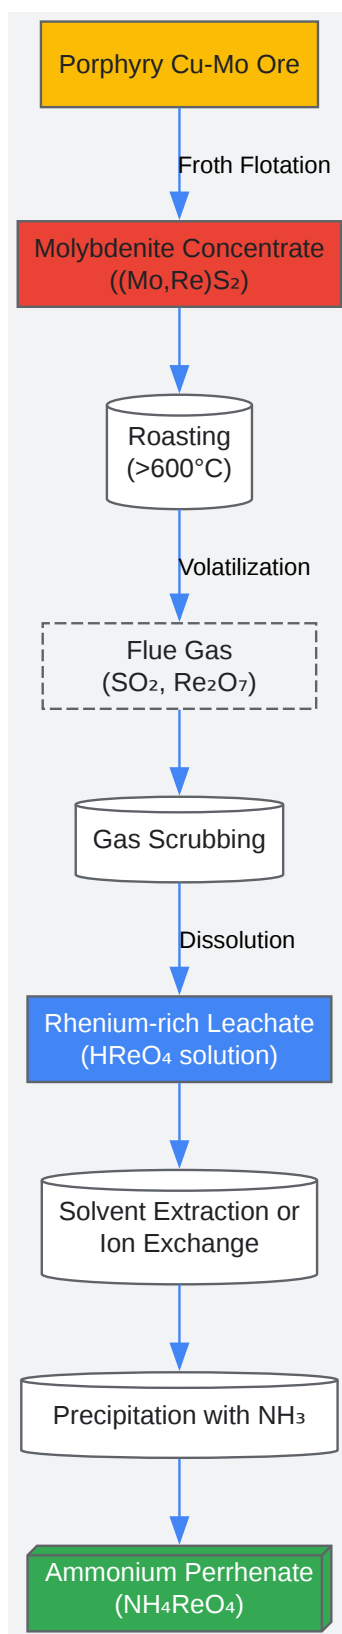 Porphyry Cu-Mo Ore
Froth Flotation
Molybdenite Concentrate
((Mo,Re)S₂)
Roasting
(>600°C)
Volatilization
Flue Gas
(SO₂, Re₂O₇)
Gas Scrubbing
Dissolution
Rhenium-rich Leachate
(HReO₄ solution)
Solvent Extraction or
Ion Exchange
Precipitation with NH₃
Ammonium Perrhenate
(NH₄ReO₄)